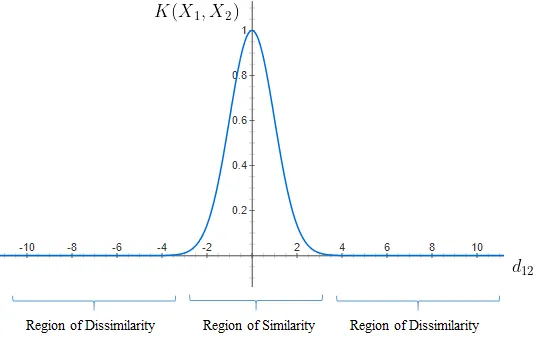 K(X₁, X₂)
1
0.8
0.6
0.4
0.2
-10 -8 -6 -4 -2 2 4 6 8 10
d₁₂
Region of Dissimilarity Region of Similarity Region of Dissimilarity